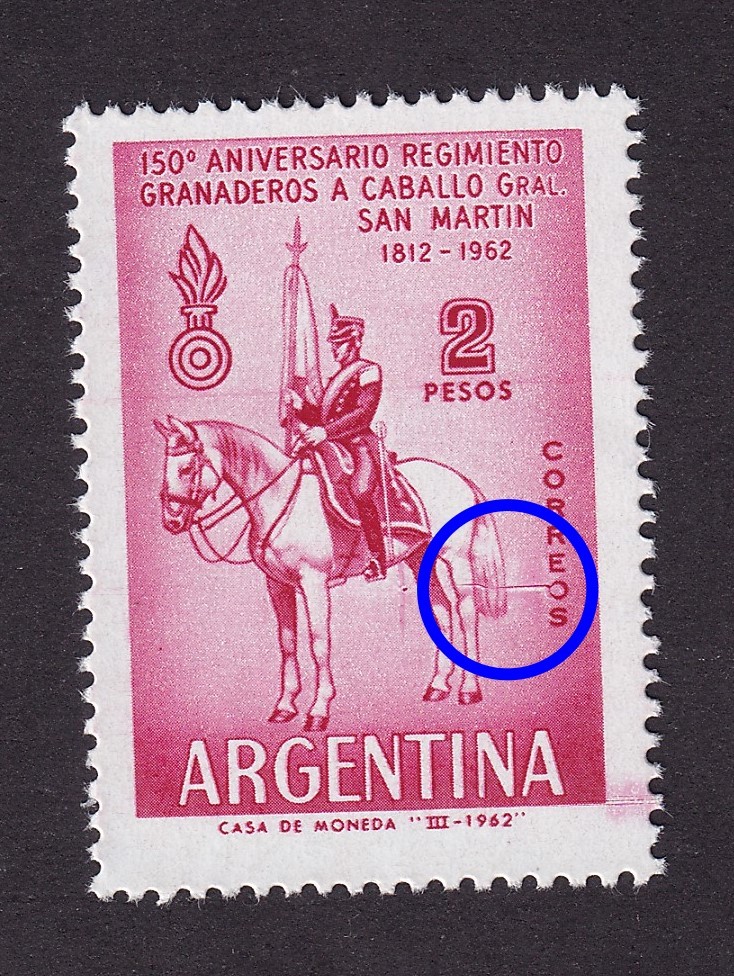 150º ANIVERSARIO REGIMIENTO
GRANADEROS A CABALLO GRAL.
SAN MARTIN
1812 - 1962
2
PESOS
CORREOS
ARGENTINA
CASA DE MONEDA "III-1962"